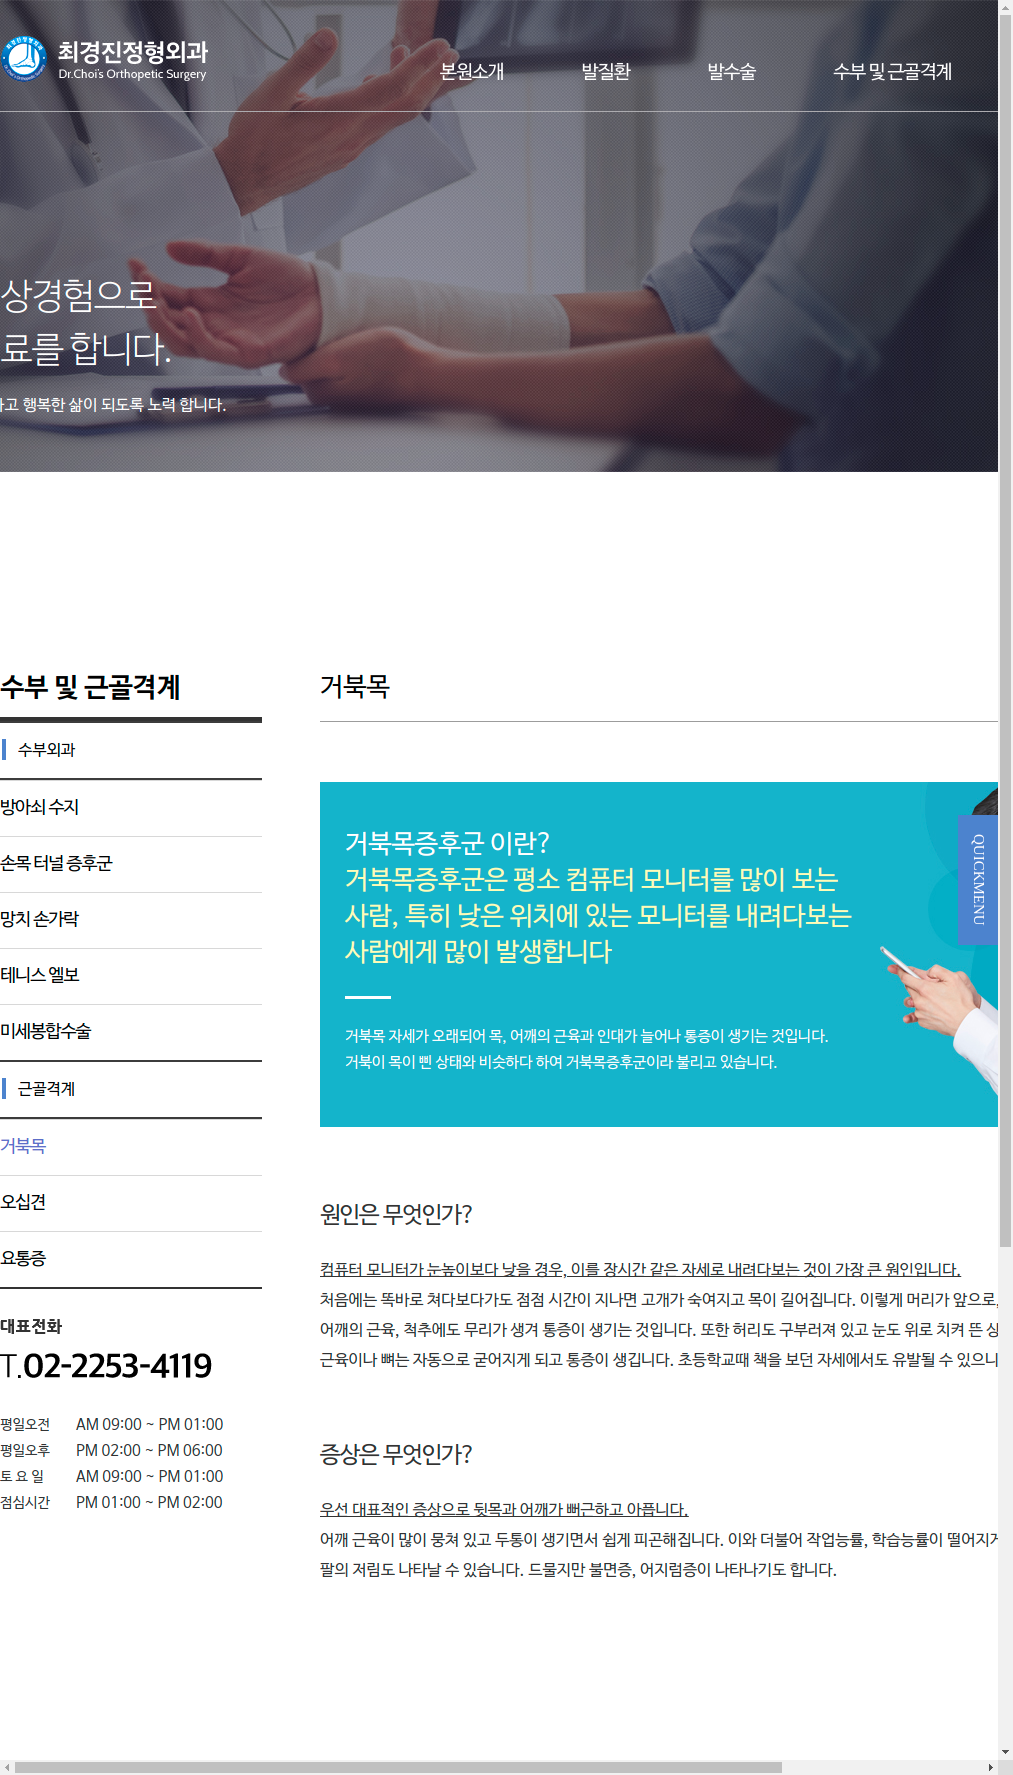 최경진정형외과
Dr.Choi's Orthopetic Surgery
본원소개
발질환
발수술
수부 및 근골격계
상경험으로
료를 합니다.
고 행복한 삶이 되도록 노력 합니다.
수부 및 근골격계
수부외과
방아쇠 수지
손목 터널 증후군
망치 손가락
테니스 엘보
미세봉합수술
근골격계
거북목
오십견
요통증
대표전화
T.02-2253-4119
평일오전 AM 09:00 ~ PM 01:00
평일오후 PM 02:00 ~ PM 06:00
토 요 일 AM 09:00 ~ PM 01:00
점심시간 PM 01:00 ~ PM 02:00
거북목
거북목증후군 이란?
거북목증후군은 평소 컴퓨터 모니터를 많이 보는
사람, 특히 낮은 위치에 있는 모니터를 내려다보는
사람에게 많이 발생합니다
거북목 자세가 오래되어 목, 어깨의 근육과 인대가 늘어나 통증이 생기는 것입니다.
거북이 목이 삔 상태와 비슷하다 하여 거북목증후군이라 불리고 있습니다.
QUICKMENU
원인은 무엇인가?
컴퓨터 모니터가 눈높이보다 낮을 경우, 이를 장시간 같은 자세로 내려다보는 것이 가장 큰 원인입니다.
처음에는 똑바로 쳐다보다가도 점점 시간이 지나면 고개가 숙여지고 목이 길어집니다. 이렇게 머리가 앞으로,
어깨의 근육, 척추에도 무리가 생겨 통증이 생기는 것입니다. 또한 허리도 구부러져 있고 눈도 위로 치켜 뜬 상
근육이나 뼈는 자동으로 굳어지게 되고 통증이 생깁니다. 초등학교때 책을 보던 자세에서도 유발될 수 있으니
증상은 무엇인가?
우선 대표적인 증상으로 뒷목과 어깨가 뻐근하고 아픕니다.
어깨 근육이 많이 뭉쳐 있고 두통이 생기면서 쉽게 피곤해집니다. 이와 더불어 작업능률, 학습능률이 떨어지게
팔의 저림도 나타날 수 있습니다. 드물지만 불면증, 어지럼증이 나타나기도 합니다.